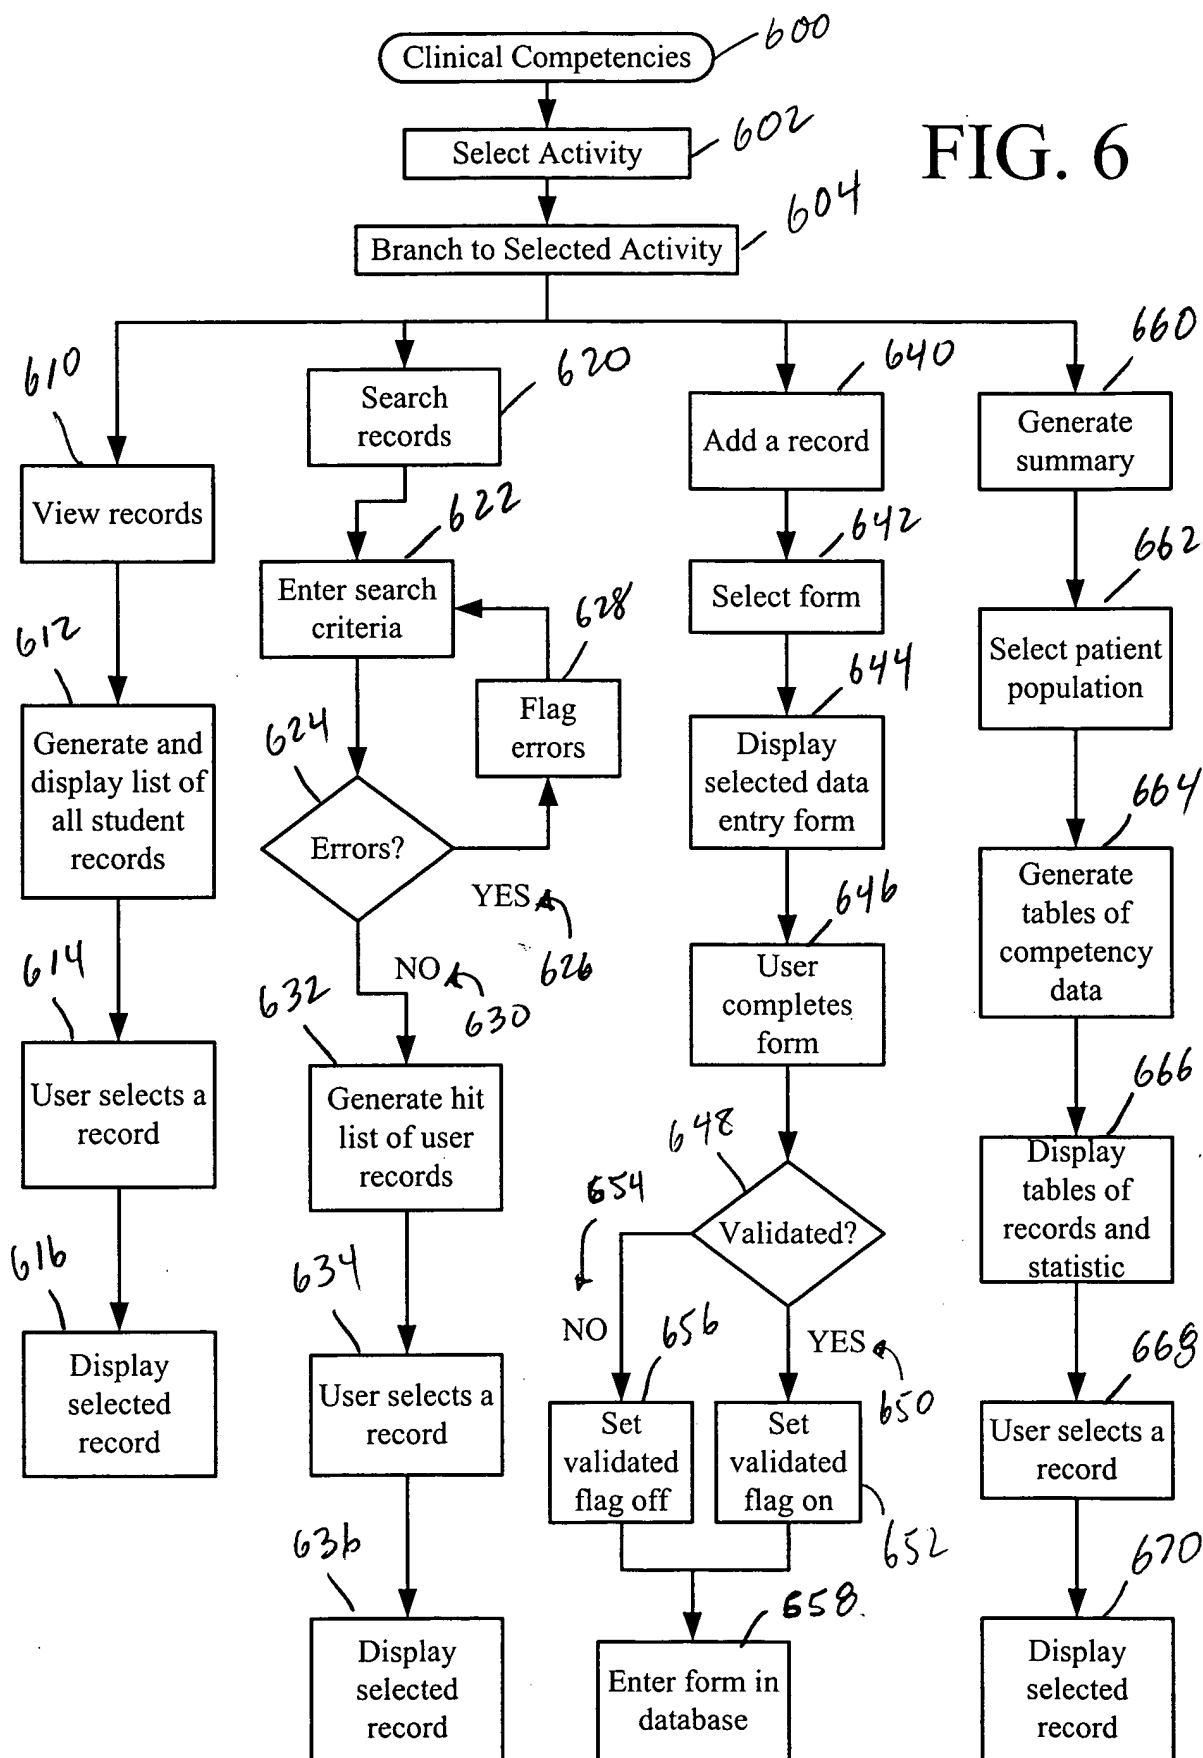 Clinical Competencies
600
Select Activity
602
FIG. 6
Branch to Selected Activity
604
610
View records
612
Generate and
display list of
all student
records
614
User selects a
record
616
Display
selected
record
620
Search
records
622
Enter search
criteria
628
Flag
errors
624
Errors?
YES
626
NO
630
632
Generate hit
list of user
records
634
User selects a
record
636
Display
selected
record
640
Add a record
642
Select form
644
Display
selected data
entry form
646
User
completes
form
648
Validated?
654
NO
656
YES
650
Set
validated
flag off
Set
validated
flag on
652
658.
Enter form in
database
660
Generate
summary
662
Select patient
population
664
Generate
tables of
competency
data
666
Display
tables of
records and
statistic
668
User selects a
record
670
Display
selected
record